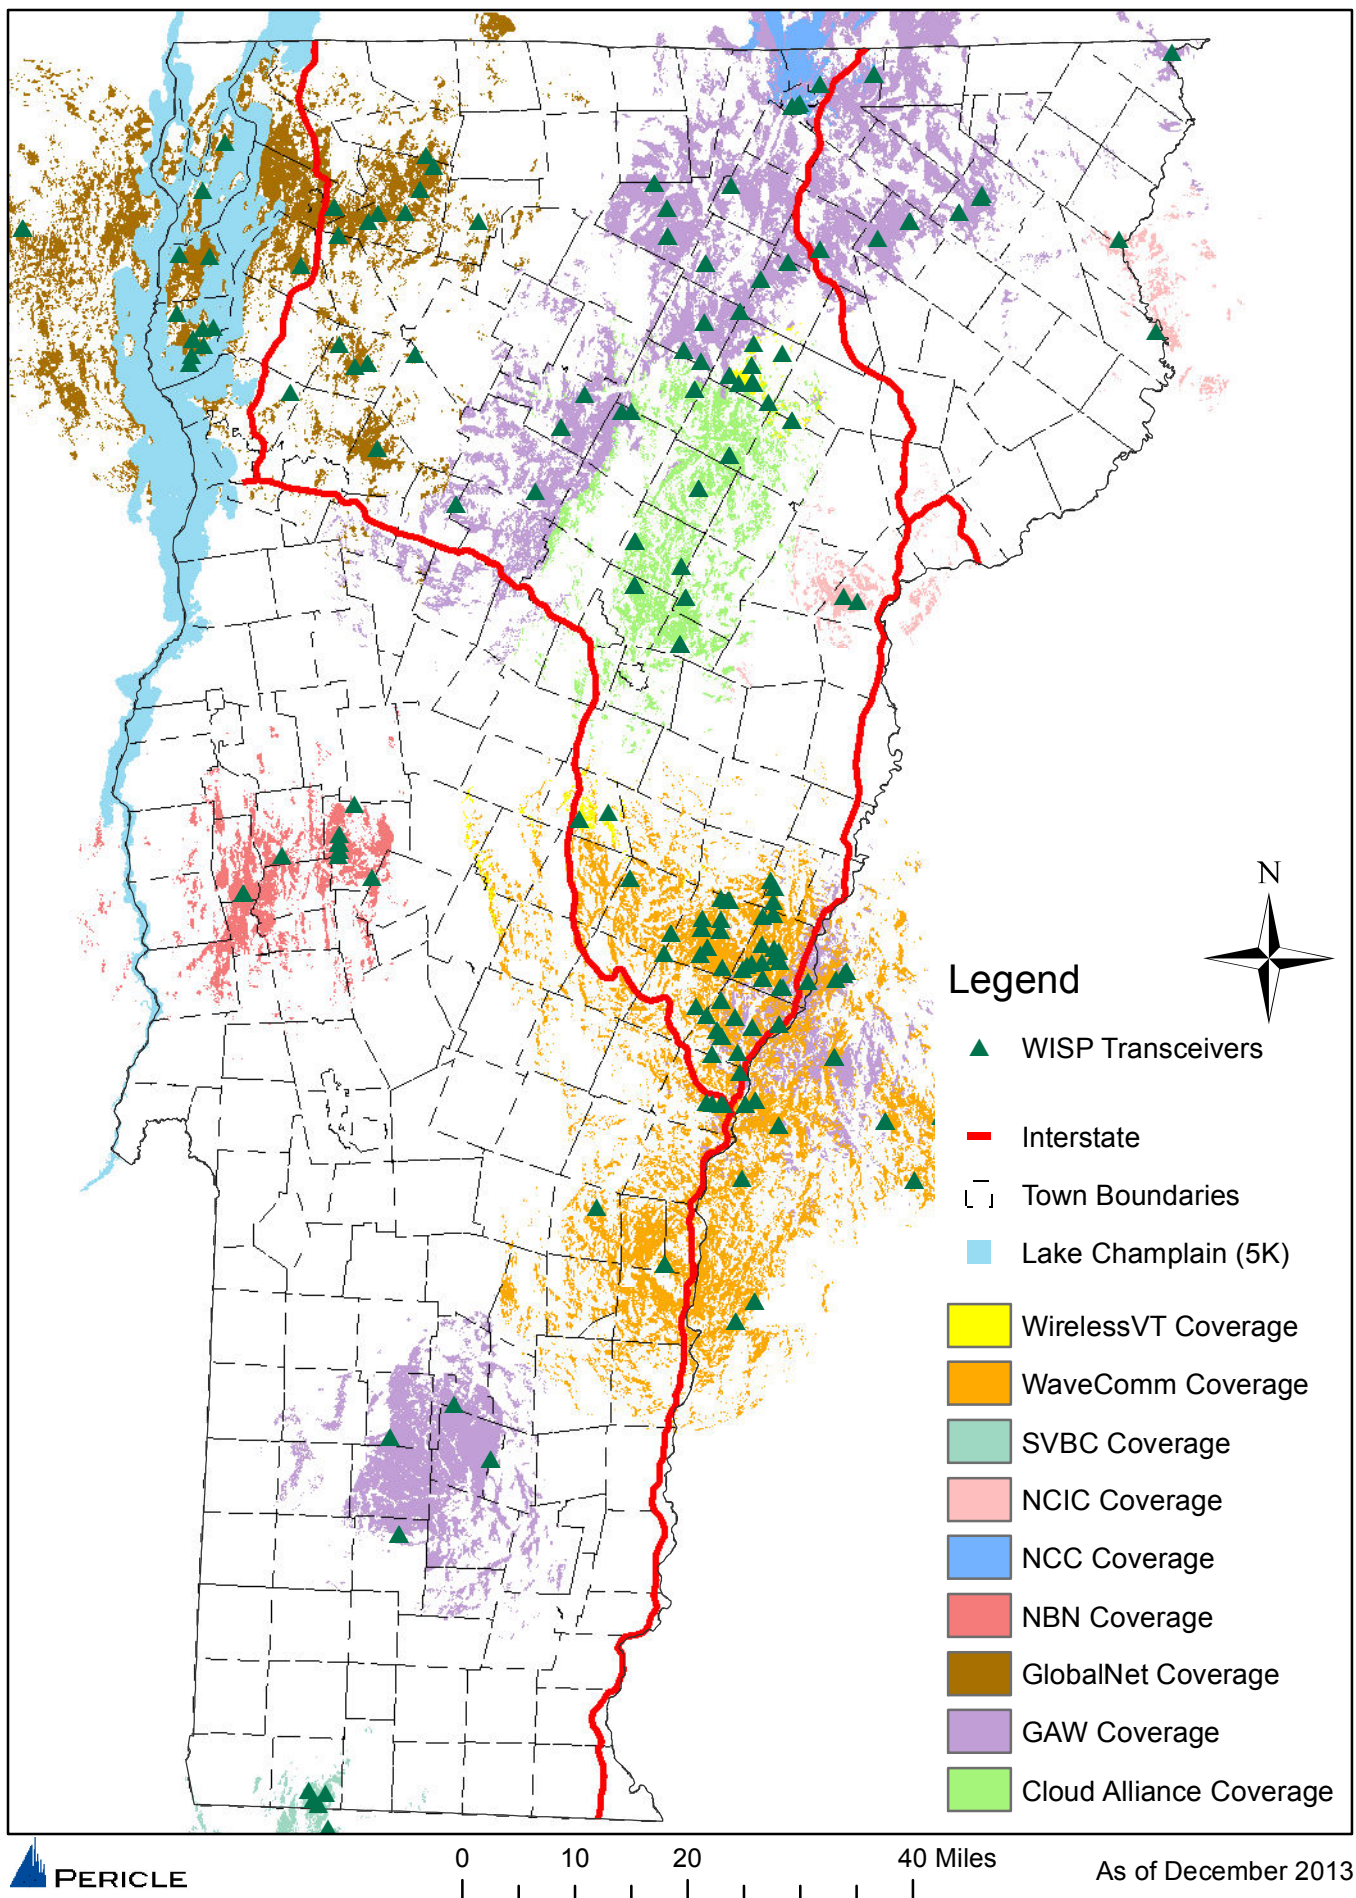 N
Legend
WISP Transceivers
Interstate
Town Boundaries
Lake Champlain (5K)
WirelessVT Coverage
WaveComm Coverage
SVBC Coverage
NCIC Coverage
NCC Coverage
NBN Coverage
GlobalNet Coverage
GAW Coverage
Cloud Alliance Coverage
PERICLE
0 10 20 40 Miles
As of December 2013